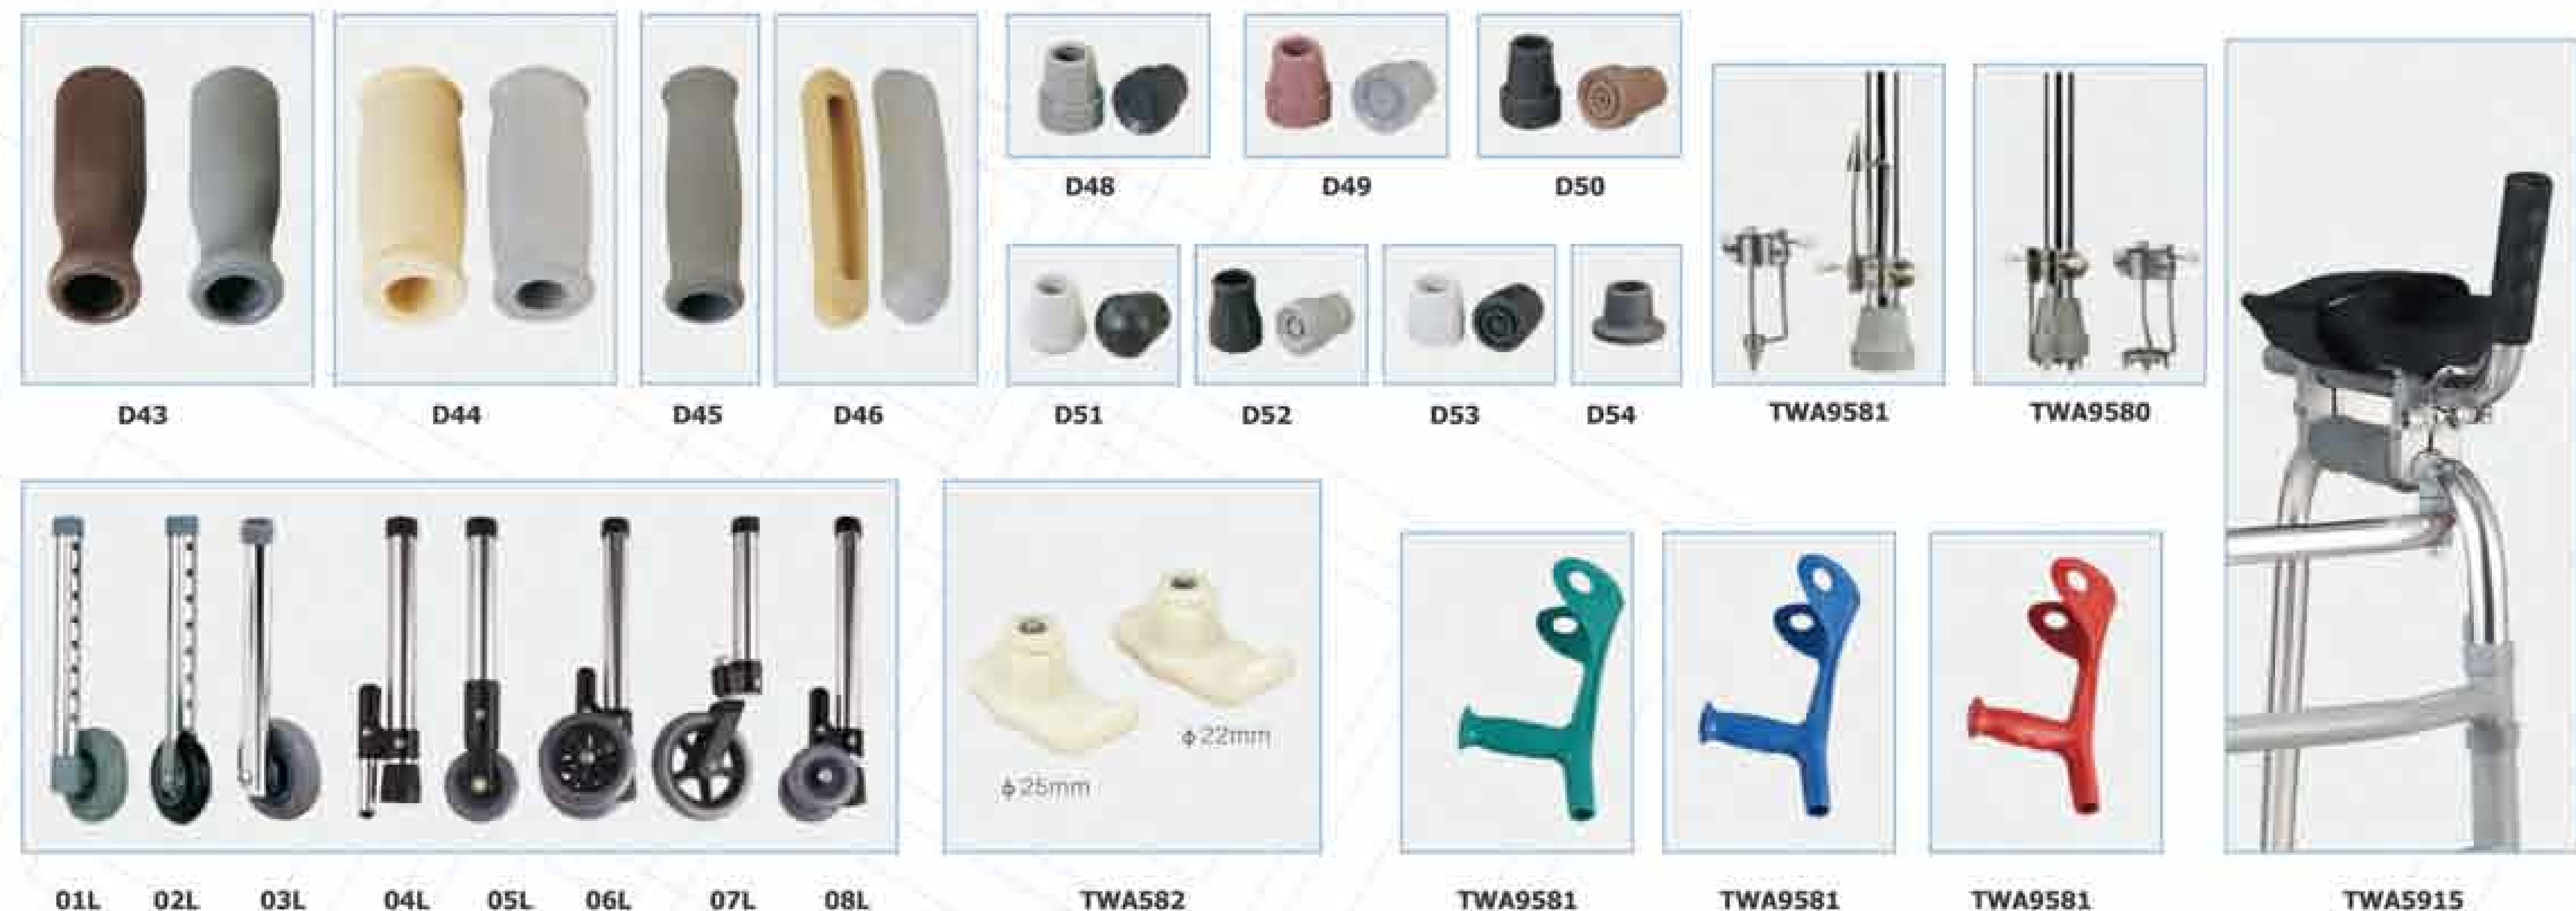 D48
D49
D50
D43
D44
D45
D46
D51
D52
D53
D54
TWA9581
TWA9580
ϕ22mm
ϕ25mm
01L
02L
03L
04L
05L
06L
07L
08L
TWA582
TWA9581
TWA9581
TWA9581
TWA5915